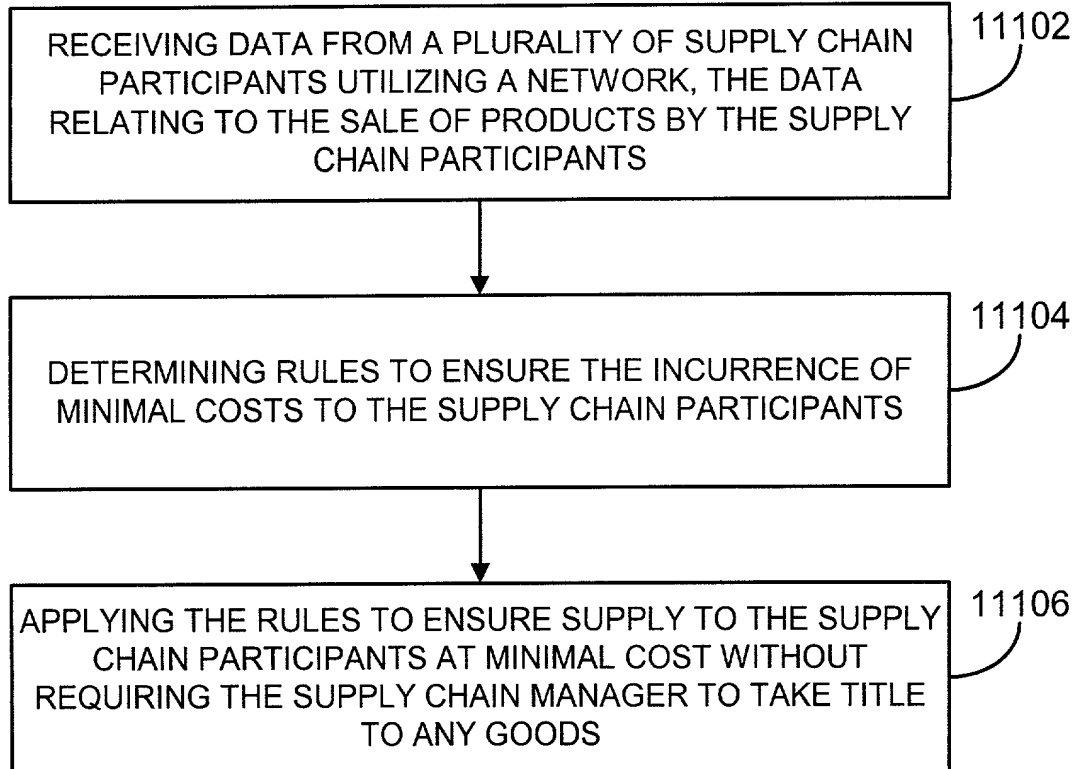 RECEIVING DATA FROM A PLURALITY OF SUPPLY CHAIN
PARTICIPANTS UTILIZING A NETWORK, THE DATA
RELATING TO THE SALE OF PRODUCTS BY THE SUPPLY
CHAIN PARTICIPANTS
11102
DETERMINING RULES TO ENSURE THE INCURRENCE OF
MINIMAL COSTS TO THE SUPPLY CHAIN PARTICIPANTS
11104
APPLYING THE RULES TO ENSURE SUPPLY TO THE SUPPLY
CHAIN PARTICIPANTS AT MINIMAL COST WITHOUT
REQUIRING THE SUPPLY CHAIN MANAGER TO TAKE TITLE
TO ANY GOODS
11106